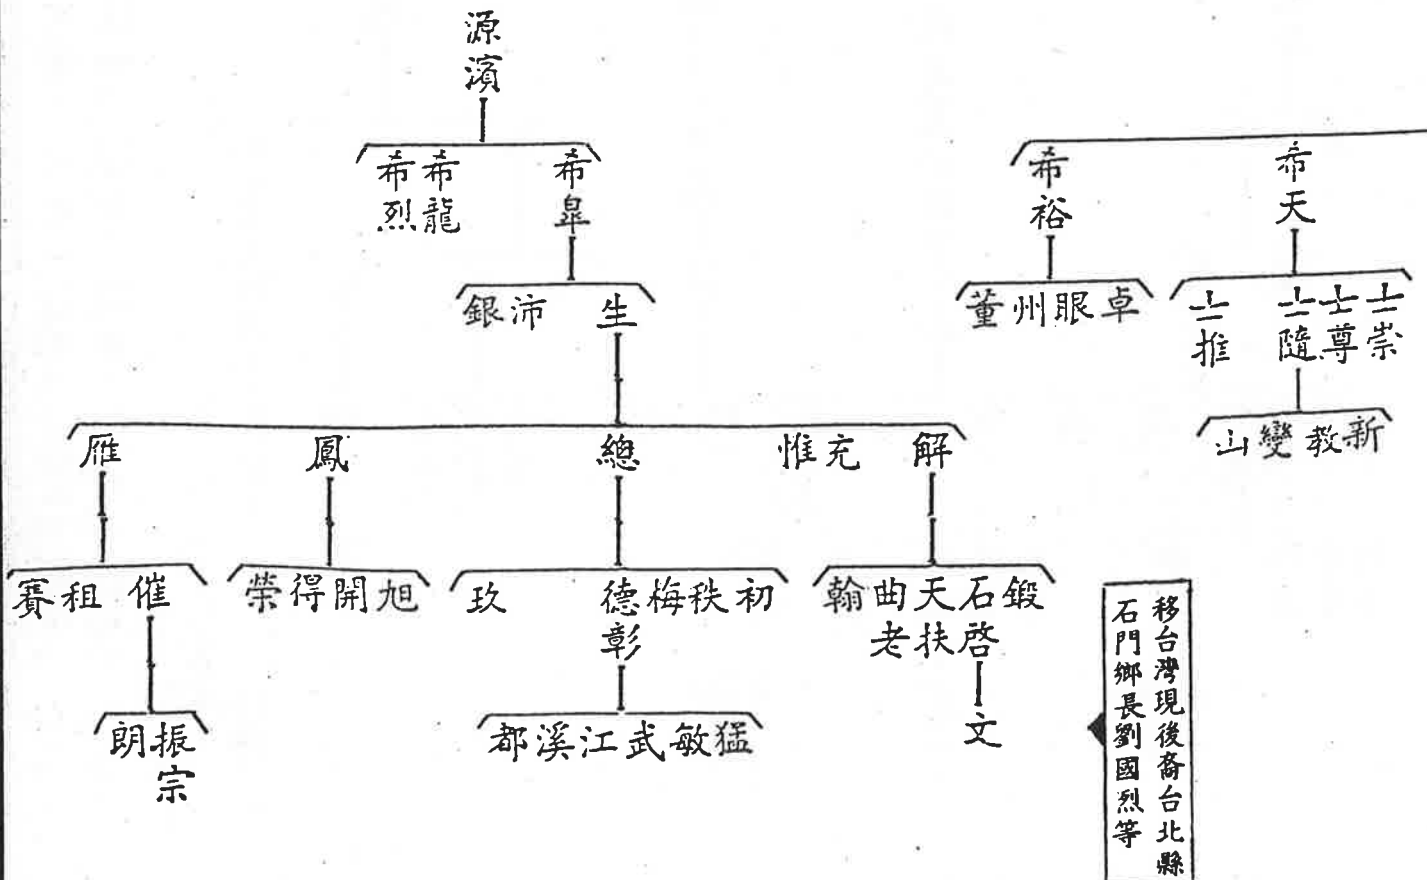 希天
希裕
士崇
士尊
士隨
士推
卓
眼
州
董
新
教
變
山
源濱
希皐
希龍
希烈
生
沛
銀
解
充
惟
總
鳳
雁
鍛
石啓
天扶
曲老
翰
初
秩
梅
德彰
玖
旭
開
得
榮
催
租
賽
文
猛
敏
武
江
溪
都
振宗
朗
移台灣現後裔台北縣
石門鄉長劉國烈等